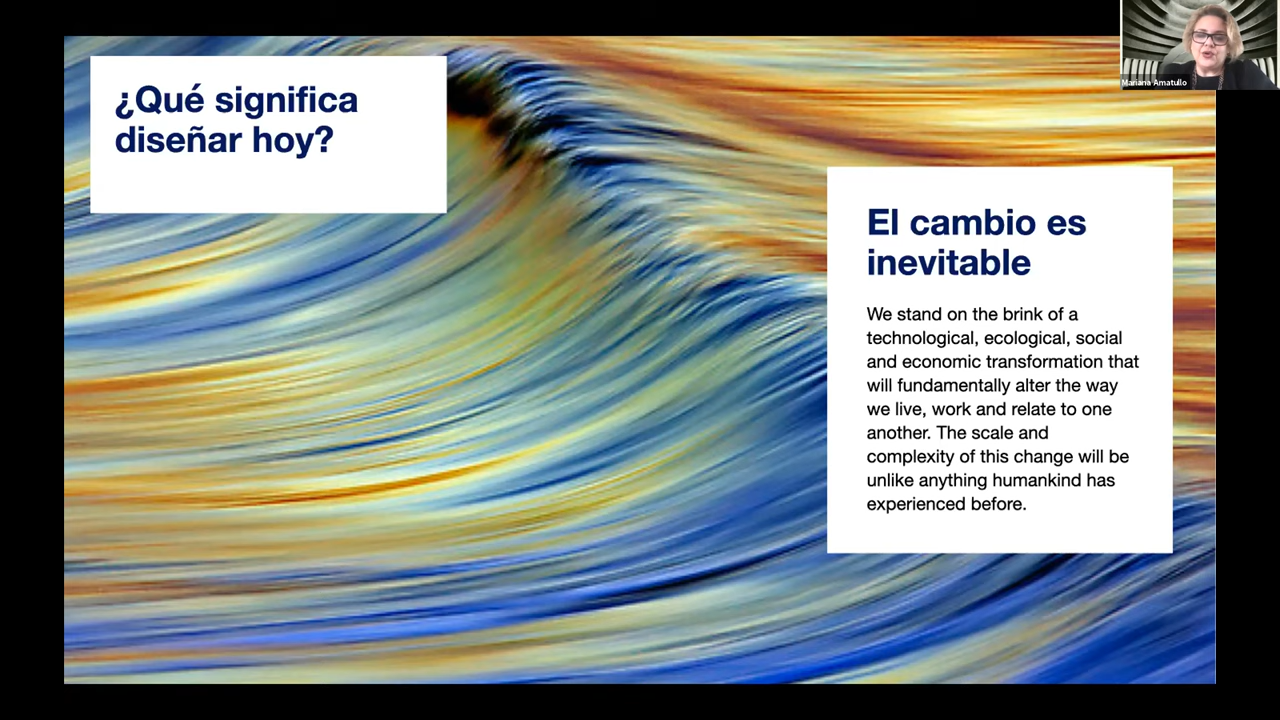 ¿Qué significa
diseñar hoy?
Mariana Amatullo
El cambio es
inevitable
We stand on the brink of a
technological, ecological, social
and economic transformation that
will fundamentally alter the way
we live, work and relate to one
another. The scale and
complexity of this change will be
unlike anything humankind has
experienced before.